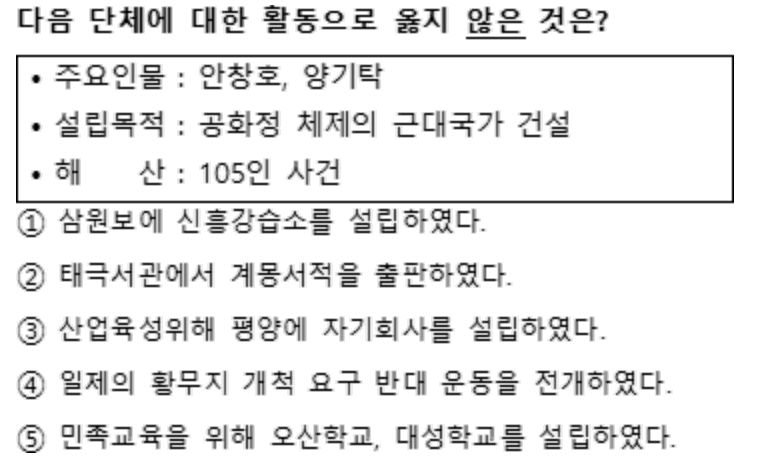 다음 단체에 대한 활동으로 옳지 않은 것은?
• 주요인물 : 안창호, 양기탁
• 설립목적 : 공화정 체제의 근대국가 건설
• 해 산 : 105인 사건
① 삼원보에 신흥강습소를 설립하였다.
② 태극서관에서 계몽서적을 출판하였다.
③ 산업육성위해 평양에 자기회사를 설립하였다.
④ 일제의 황무지 개척 요구 반대 운동을 전개하였다.
⑤ 민족교육을 위해 오산학교, 대성학교를 설립하였다.